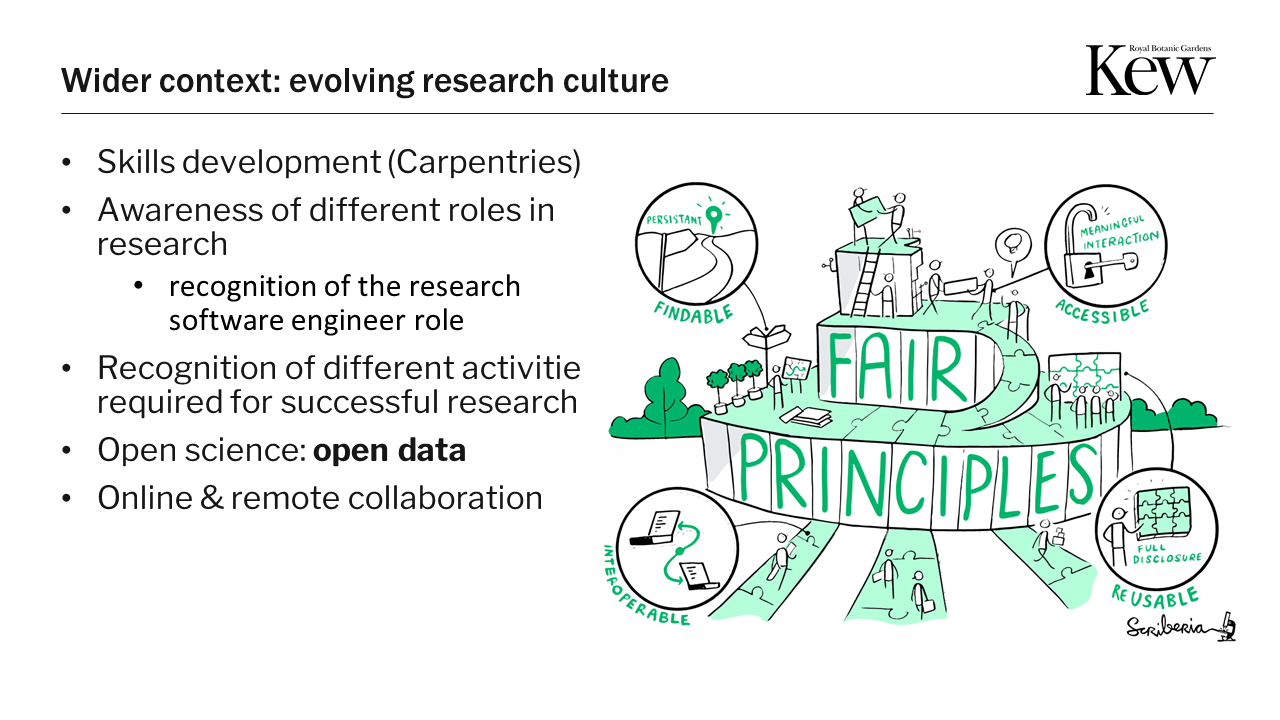 Wider context: evolving research culture
Royal Botanic Gardens
Kew
• Skills development (Carpentries)
• Awareness of different roles in
research
• recognition of the research
software engineer role
• Recognition of different activitie
required for successful research
• Open science: open data
• Online & remote collaboration
PERSISTANT
FINDABLE
MEANINGFUL
INTERACTION
ACCESSIBLE
FAIR
PRINCIPLES
INTEROPERABLE
FULL
DISCLOSURE
REUSABLE
Scriberia